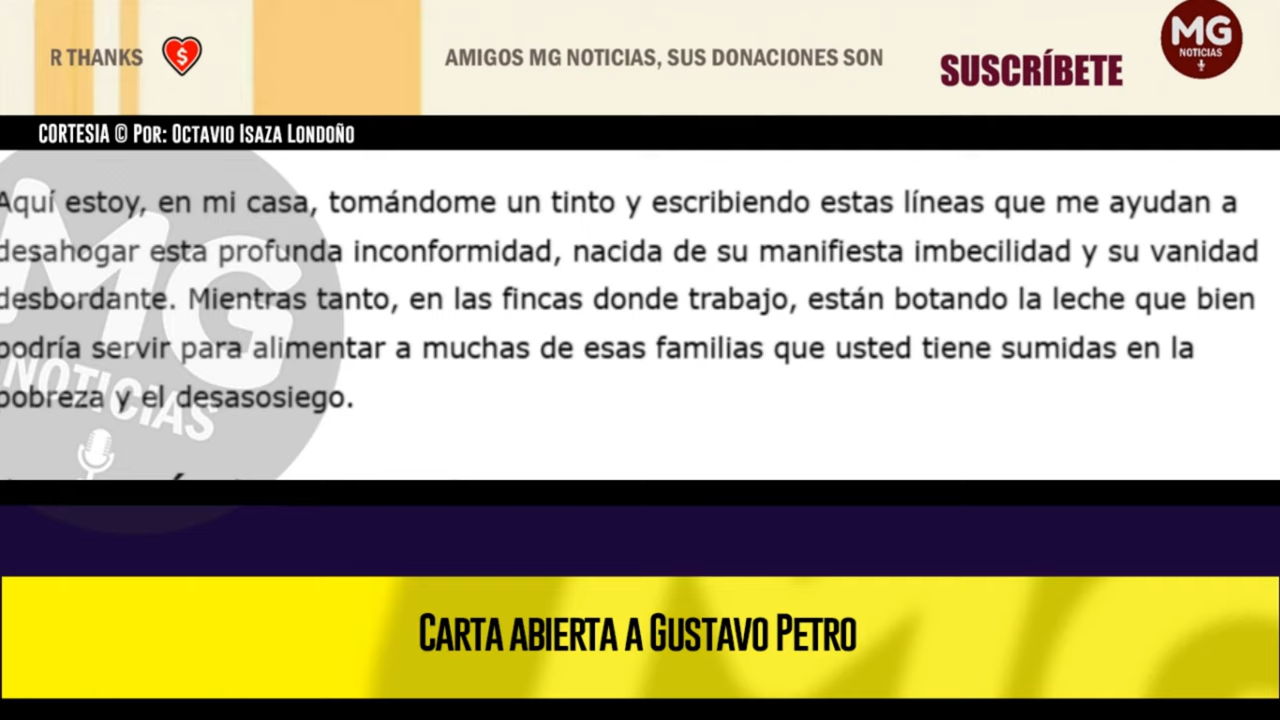 R THANKS
AMIGOS MG NOTICIAS, SUS DONACIONES SON
SUSCRÍBETE
MG
NOTICIAS
CORTESIA © Por: Octavio Isaza Londoño
Aquí estoy, en mi casa, tomándome un tinto y escribiendo estas líneas que me ayudan a
desahogar esta profunda inconformidad, nacida de su manifiesta imbecilidad y su vanidad
desbordante. Mientras tanto, en las fincas donde trabajo, están botando la leche que bien
podría servir para alimentar a muchas de esas familias que usted tiene sumidas en la
pobreza y el desasosiego.
MG
NOTICIAS
Carta abierta a Gustavo Petro